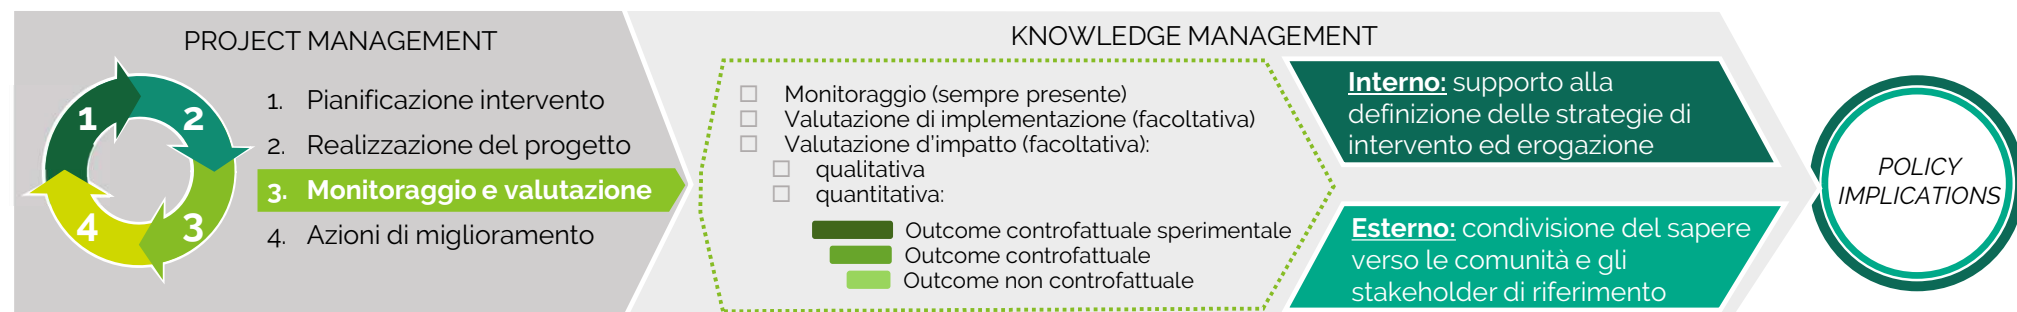 PROJECT MANAGEMENT
1
2
3
4
1. Pianificazione intervento
2. Realizzazione del progetto
3. Monitoraggio e valutazione
4. Azioni di miglioramento
KNOWLEDGE MANAGEMENT
Monitoraggio (sempre presente)
Valutazione di implementazione (facoltativa)
Valutazione d'impatto (facoltativa):
qualitativa
quantitativa:
Outcome controfattuale sperimentale
Outcome controfattuale
Outcome non controfattuale
Interno: supporto alla
definizione delle strategie di
intervento ed erogazione
Esterno: condivisione del sapere
verso le comunità e gli
stakeholder di riferimento
POLICY
IMPLICATIONS